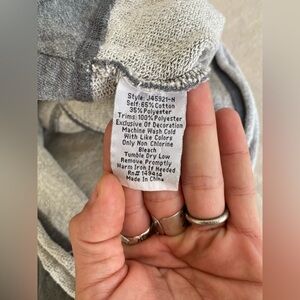 Style: J45921-N
Self: 65% Cotton
35% Polyester
Trims: 100% Polyester
Exclusive Of Decoration
Machine Wash Cold
With Like Colors
Only Non Chlorine
Bleach
Tumble Dry Low
Remove Promptly
Warm Iron If Needed
Rn# 149414
Made In China